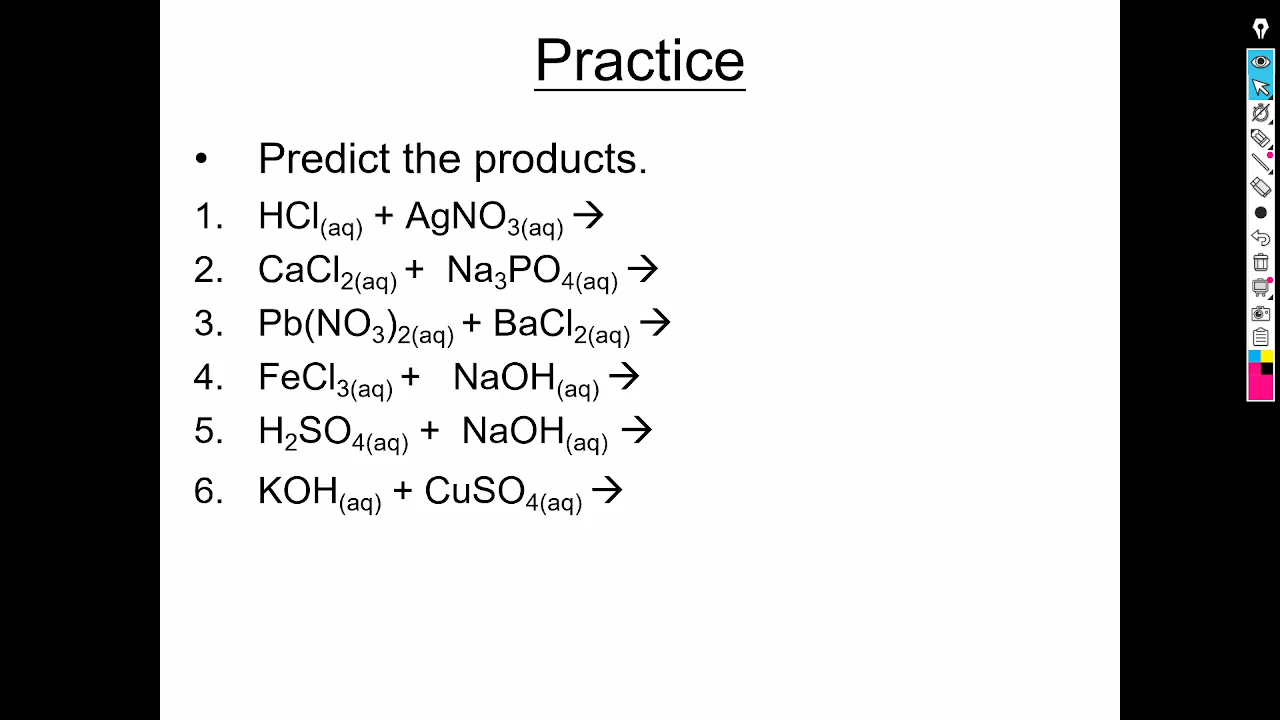 Practice
• Predict the products.
1. HCl(aq) + AgNO3(aq) →
2. CaCl2(aq) + Na3PO4(aq) →
3. Pb(NO3)2(aq) + BaCl2(aq) →
4. FeCl3(aq) + NaOH(aq) →
5. H2SO4(aq) + NaOH(aq) →
6. KOH(aq) + CuSO4(aq) →